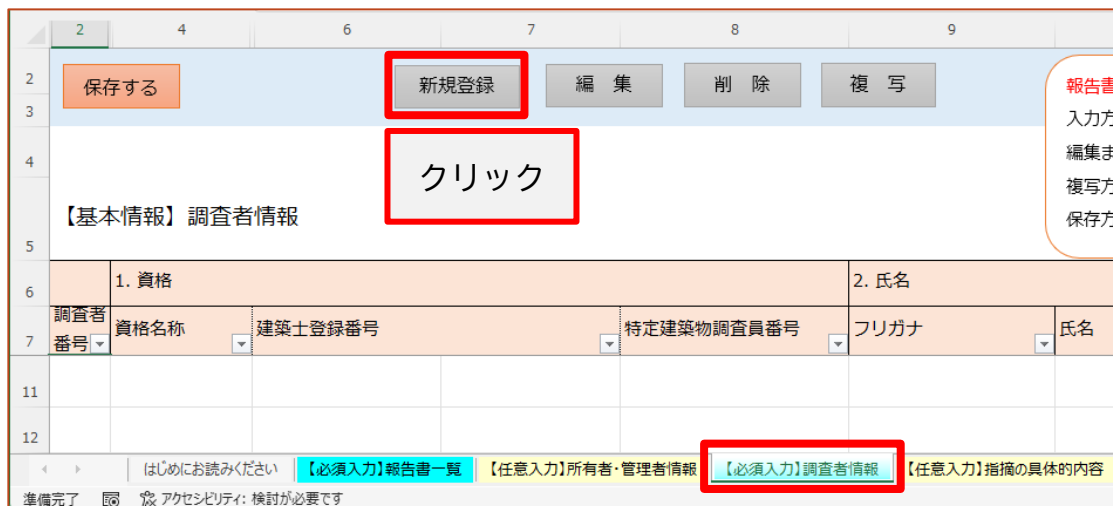 2 4 6 7 8 9
2
3
4
5
6
7
11
12
保存する 新規登録 編 集 削 除 複 写
クリック
【基本情報】調査者情報
報告書
入力方
編集ま
複写方
保存方
1. 資格 2. 氏名
調査者
番号 資格名称 建築士登録番号 特定建築物調査員番号 フリガナ 氏名
はじめにお読みください 【必須入力】報告書一覧 【任意入力】所有者・管理者情報 【必須入力】調査者情報 【任意入力】指摘の具体的内容
準備完了 アクセシビリティ: 検討が必要です